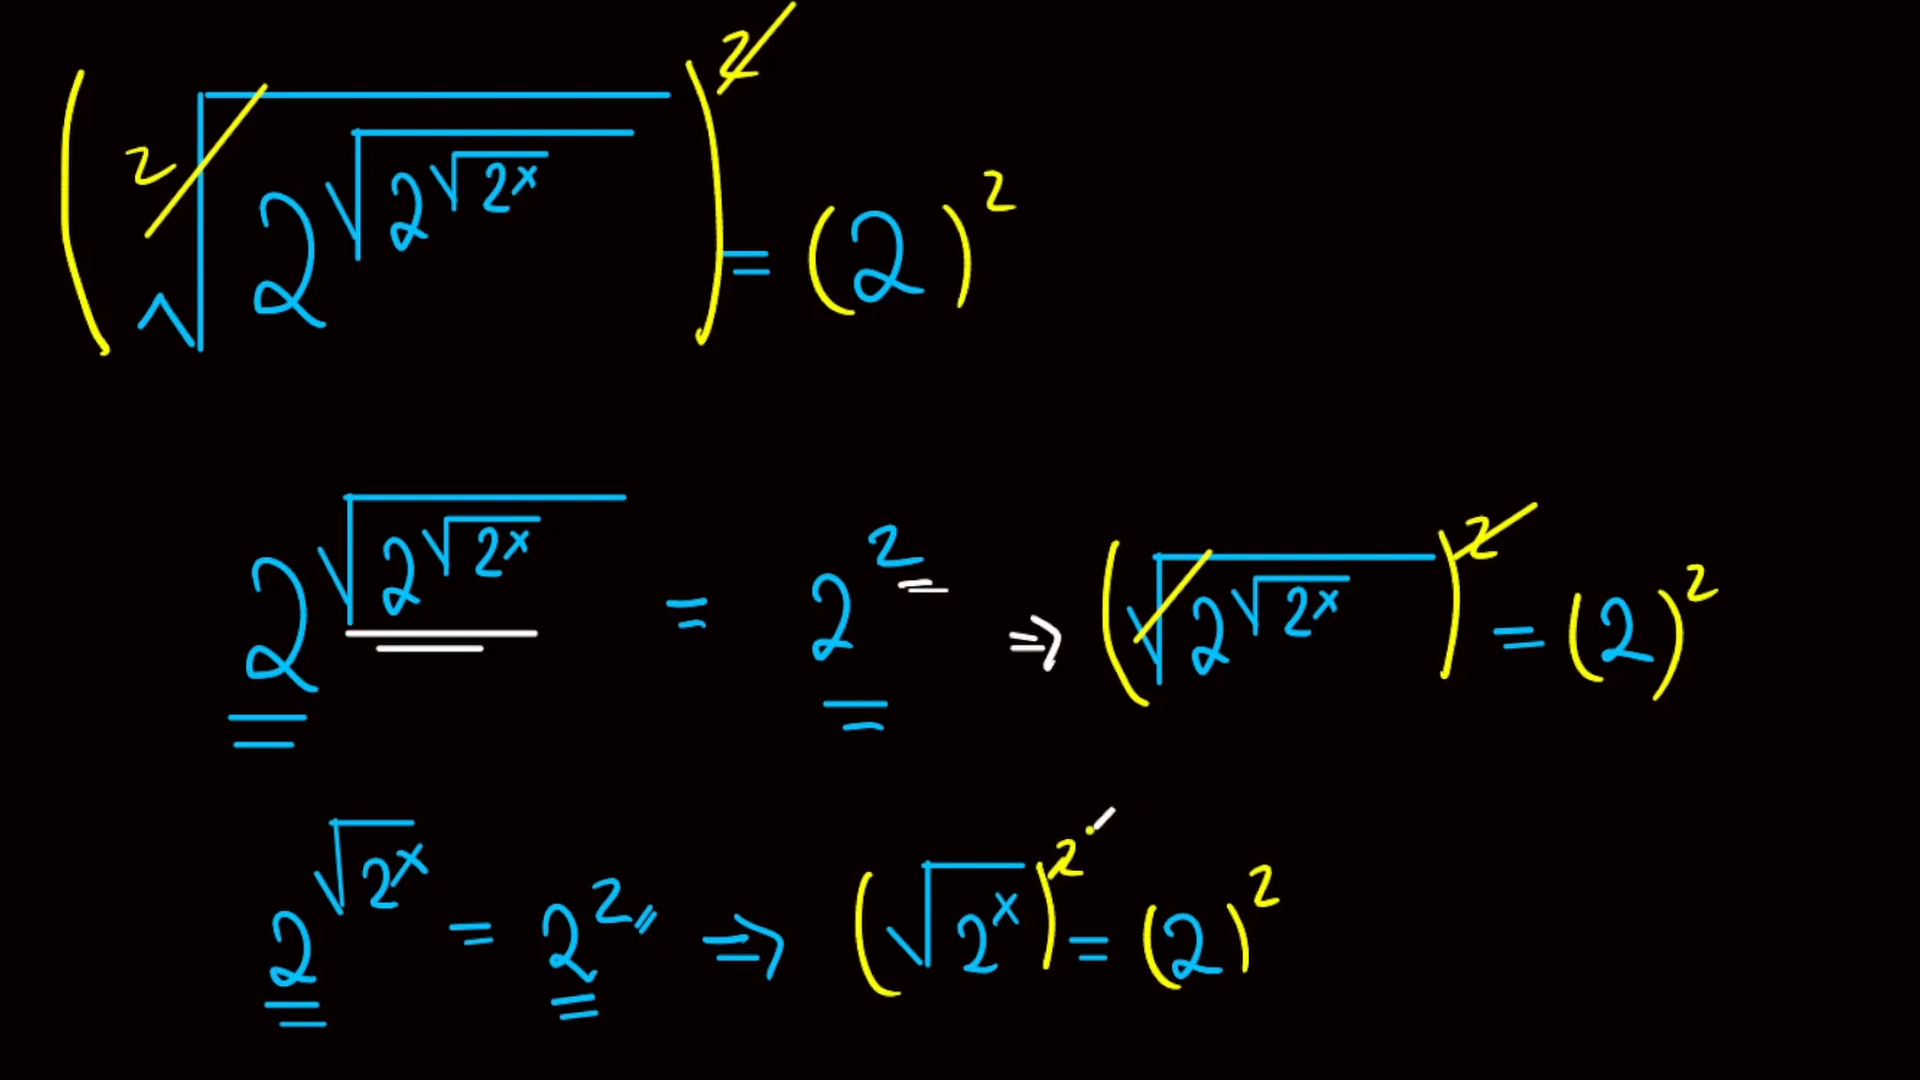 (²√(2^√(2^√(2^x))))² = (2)²
2^√(2^√(2^x)) = 2² ⇒ (√(2^√(2^x)))² = (2)²
2^√(2^x) = 2² ⇒ (√(2^x))² = (2)²